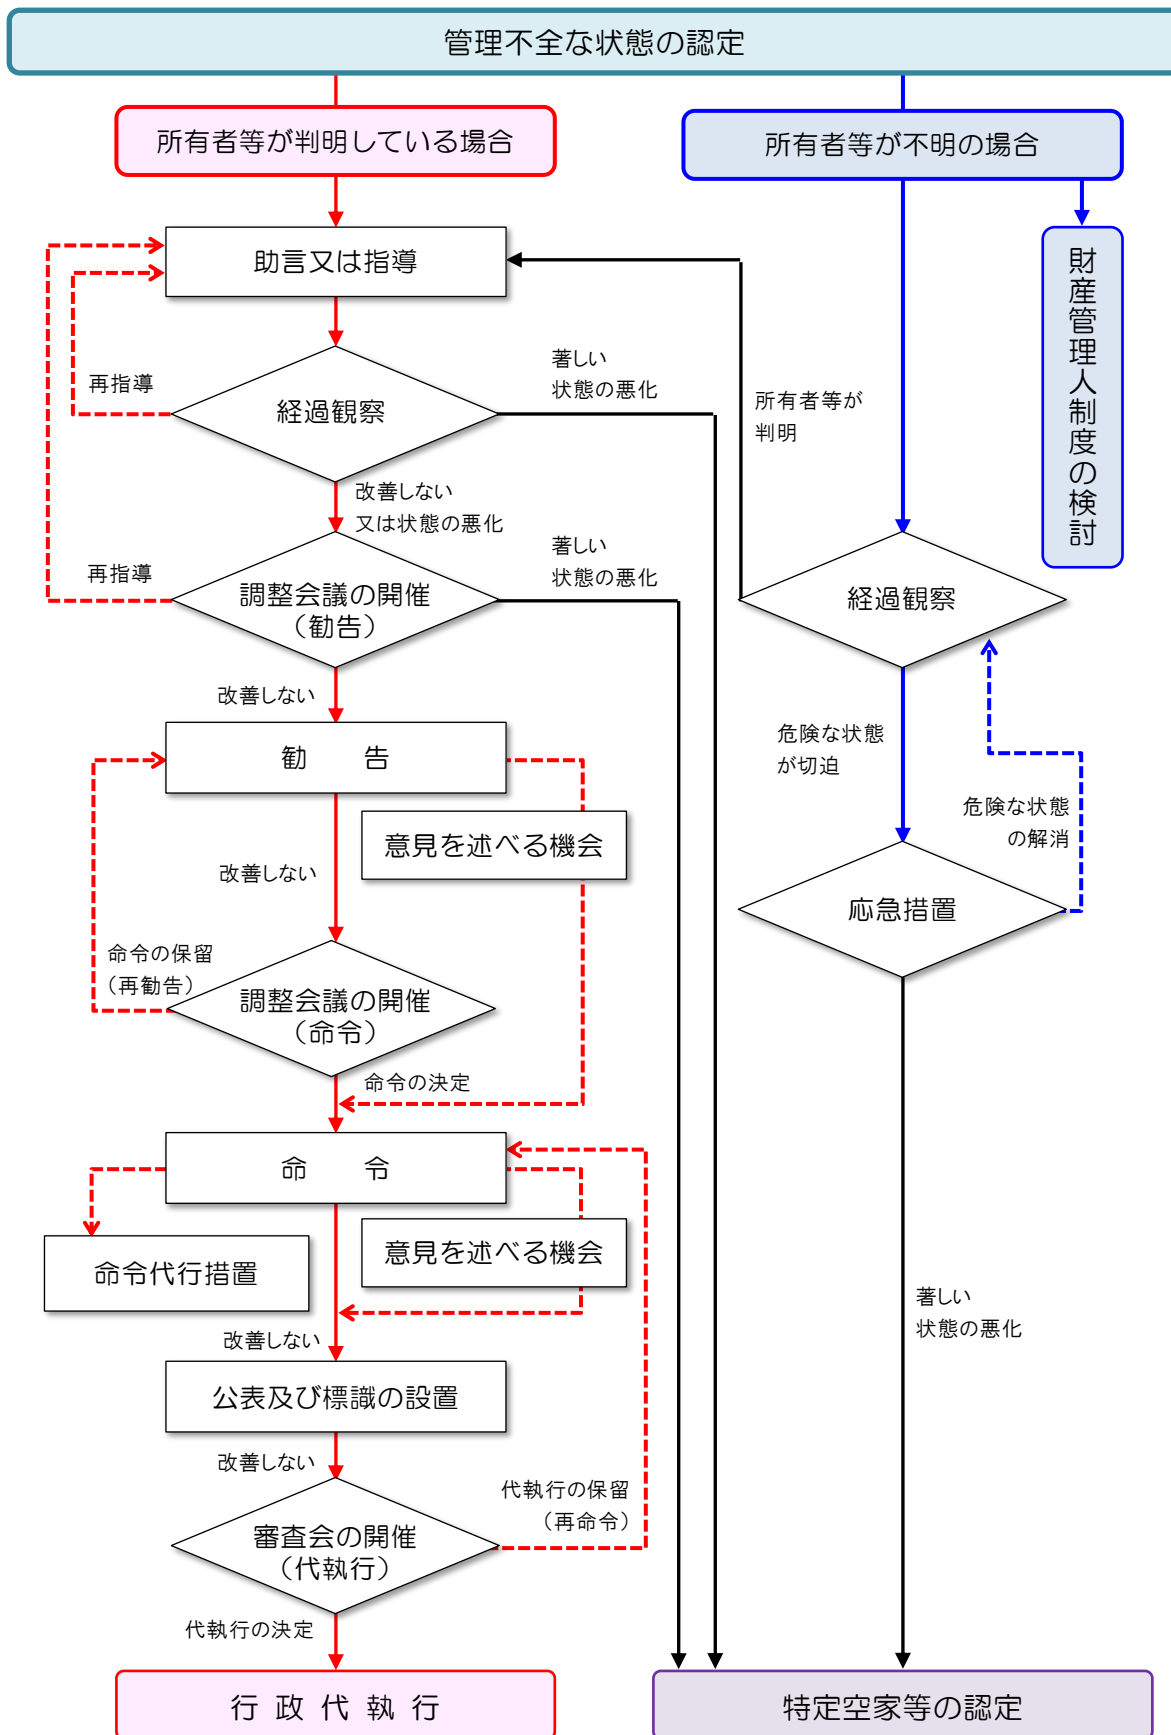 管理不全な状態の認定
所有者等が判明している場合
所有者等が不明の場合
助言又は指導
財産管理人制度の検討
再指導
経過観察
著しい
状態の悪化
所有者等が
判明
改善しない
又は状態の悪化
再指導
調整会議の開催
（勧告）
著しい
状態の悪化
経過観察
改善しない
勧　告
危険な状態
が切迫
意見を述べる機会
危険な状態
の解消
改善しない
応急措置
命令の保留
（再勧告）
調整会議の開催
（命令）
命令の決定
命　令
命令代行措置
意見を述べる機会
著しい
状態の悪化
改善しない
公表及び標識の設置
改善しない
代執行の保留
（再命令）
審査会の開催
（代執行）
代執行の決定
行 政 代 執 行
特定空家等の認定